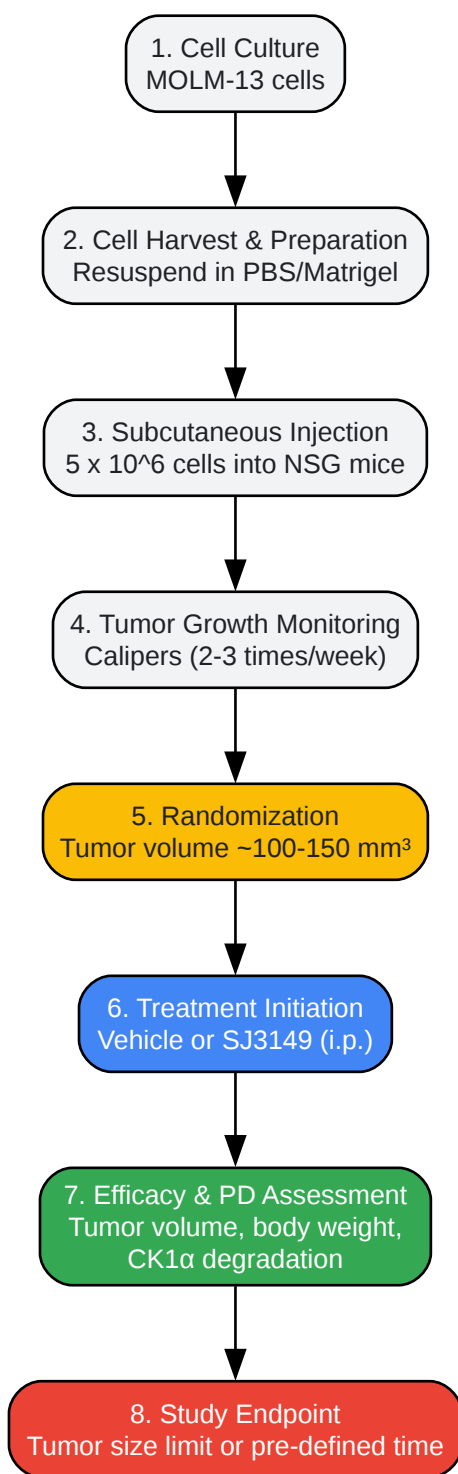 1. Cell Culture
MOLM-13 cells
2. Cell Harvest & Preparation
Resuspend in PBS/Matrigel
3. Subcutaneous Injection
5 x 10^6 cells into NSG mice
4. Tumor Growth Monitoring
Calipers (2-3 times/week)
5. Randomization
Tumor volume ~100-150 mm³
6. Treatment Initiation
Vehicle or SJ3149 (i.p.)
7. Efficacy & PD Assessment
Tumor volume, body weight,
CK1α degradation
8. Study Endpoint
Tumor size limit or pre-defined time